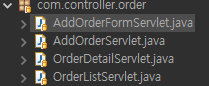 com.controller.order
AddOrderFormServlet.java
AddOrderServlet.java
OrderDetailServlet.java
OrderListServlet.java